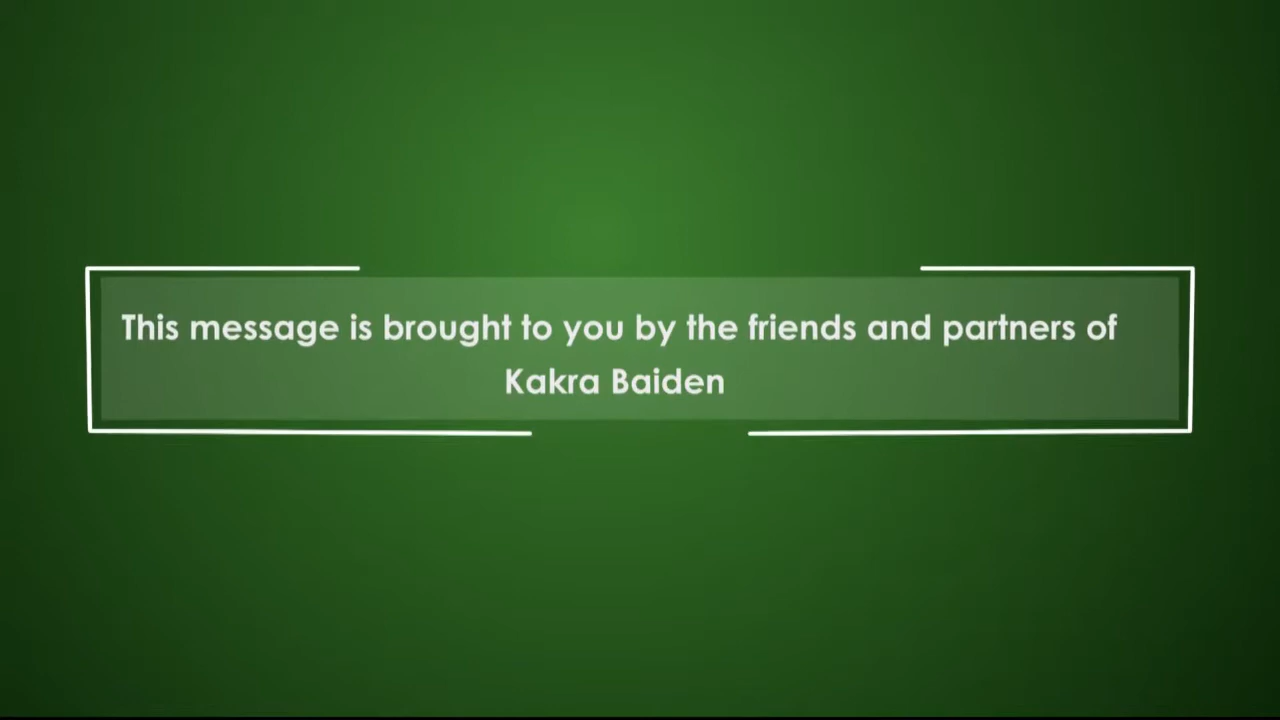 This message is brought to you by the friends and partners of
Kakra Baiden